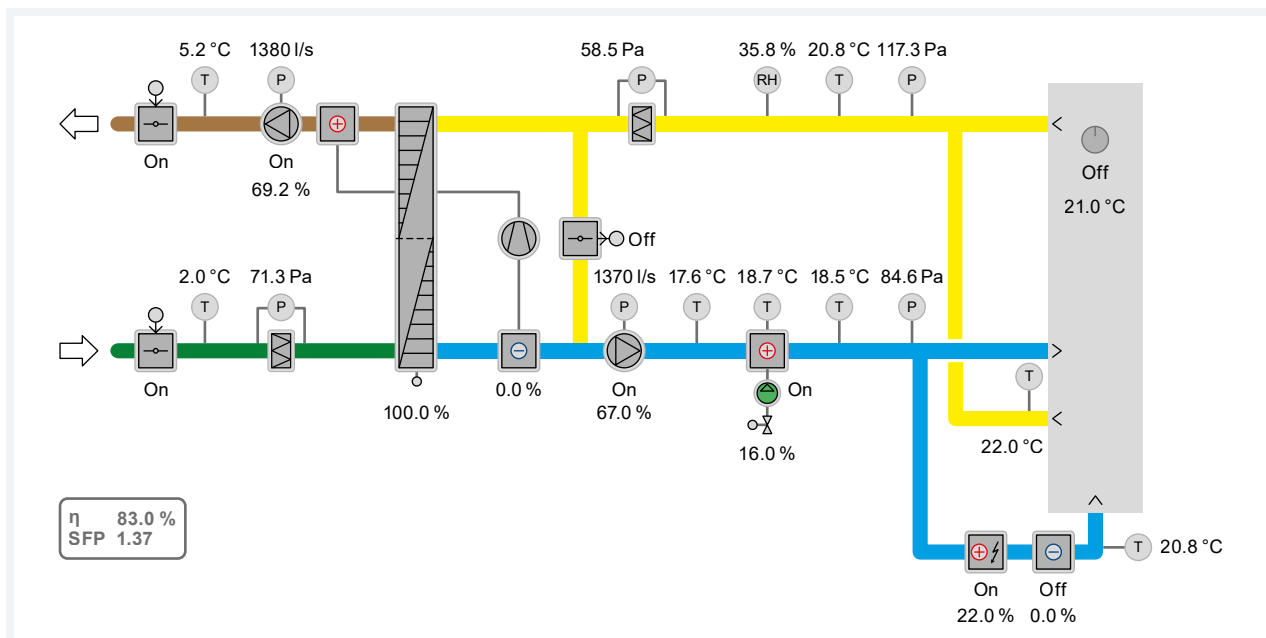 5.2 °C
1380 l/s
58.5 Pa
35.8 %
20.8 °C
117.3 Pa
T
P
P
RH
T
P
On
On
69.2 %
Off
21.0 °C
Off
2.0 °C
71.3 Pa
1370 l/s
17.6 °C
18.7 °C
18.5 °C
84.6 Pa
T
P
P
T
T
T
P
On
100.0 %
0.0 %
On
67.0 %
On
16.0 %
T
22.0 °C
η 83.0 %
SFP 1.37
T
20.8 °C
On
22.0 %
Off
0.0 %